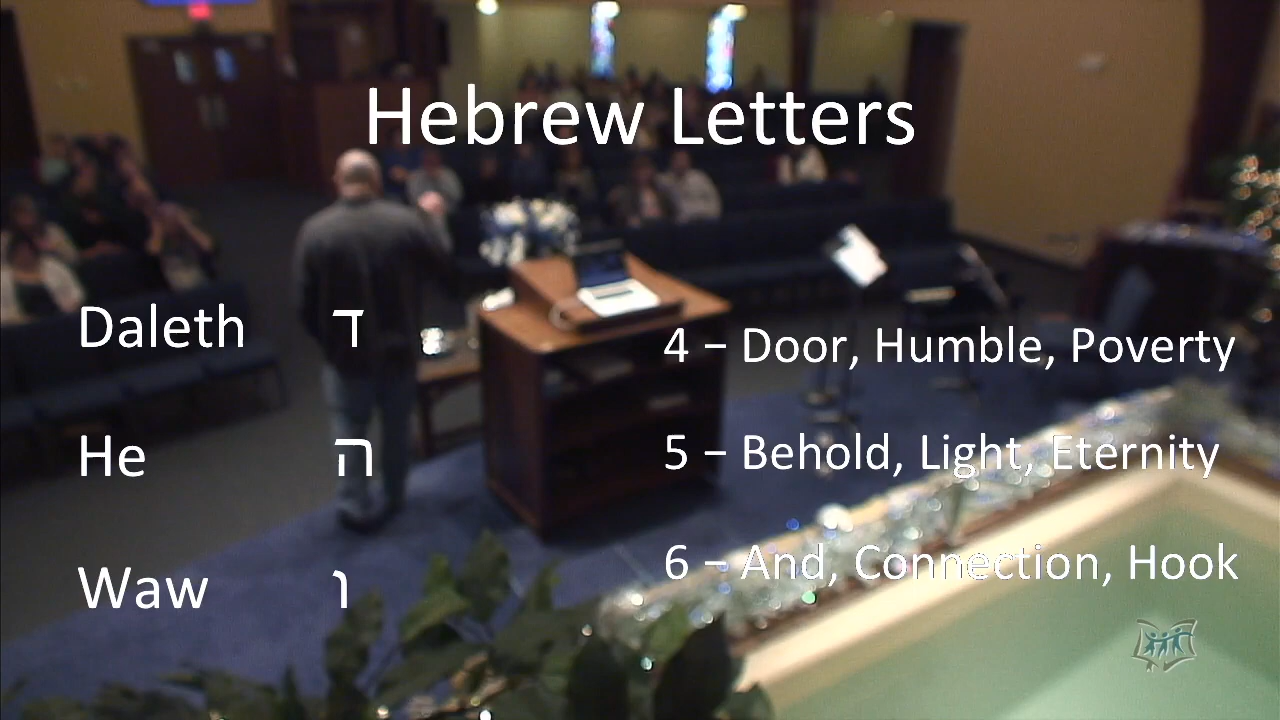 Hebrew Letters
Daleth ד 4 – Door, Humble, Poverty
He ה 5 – Behold, Light, Eternity
Waw ו 6 – And, Connection, Hook